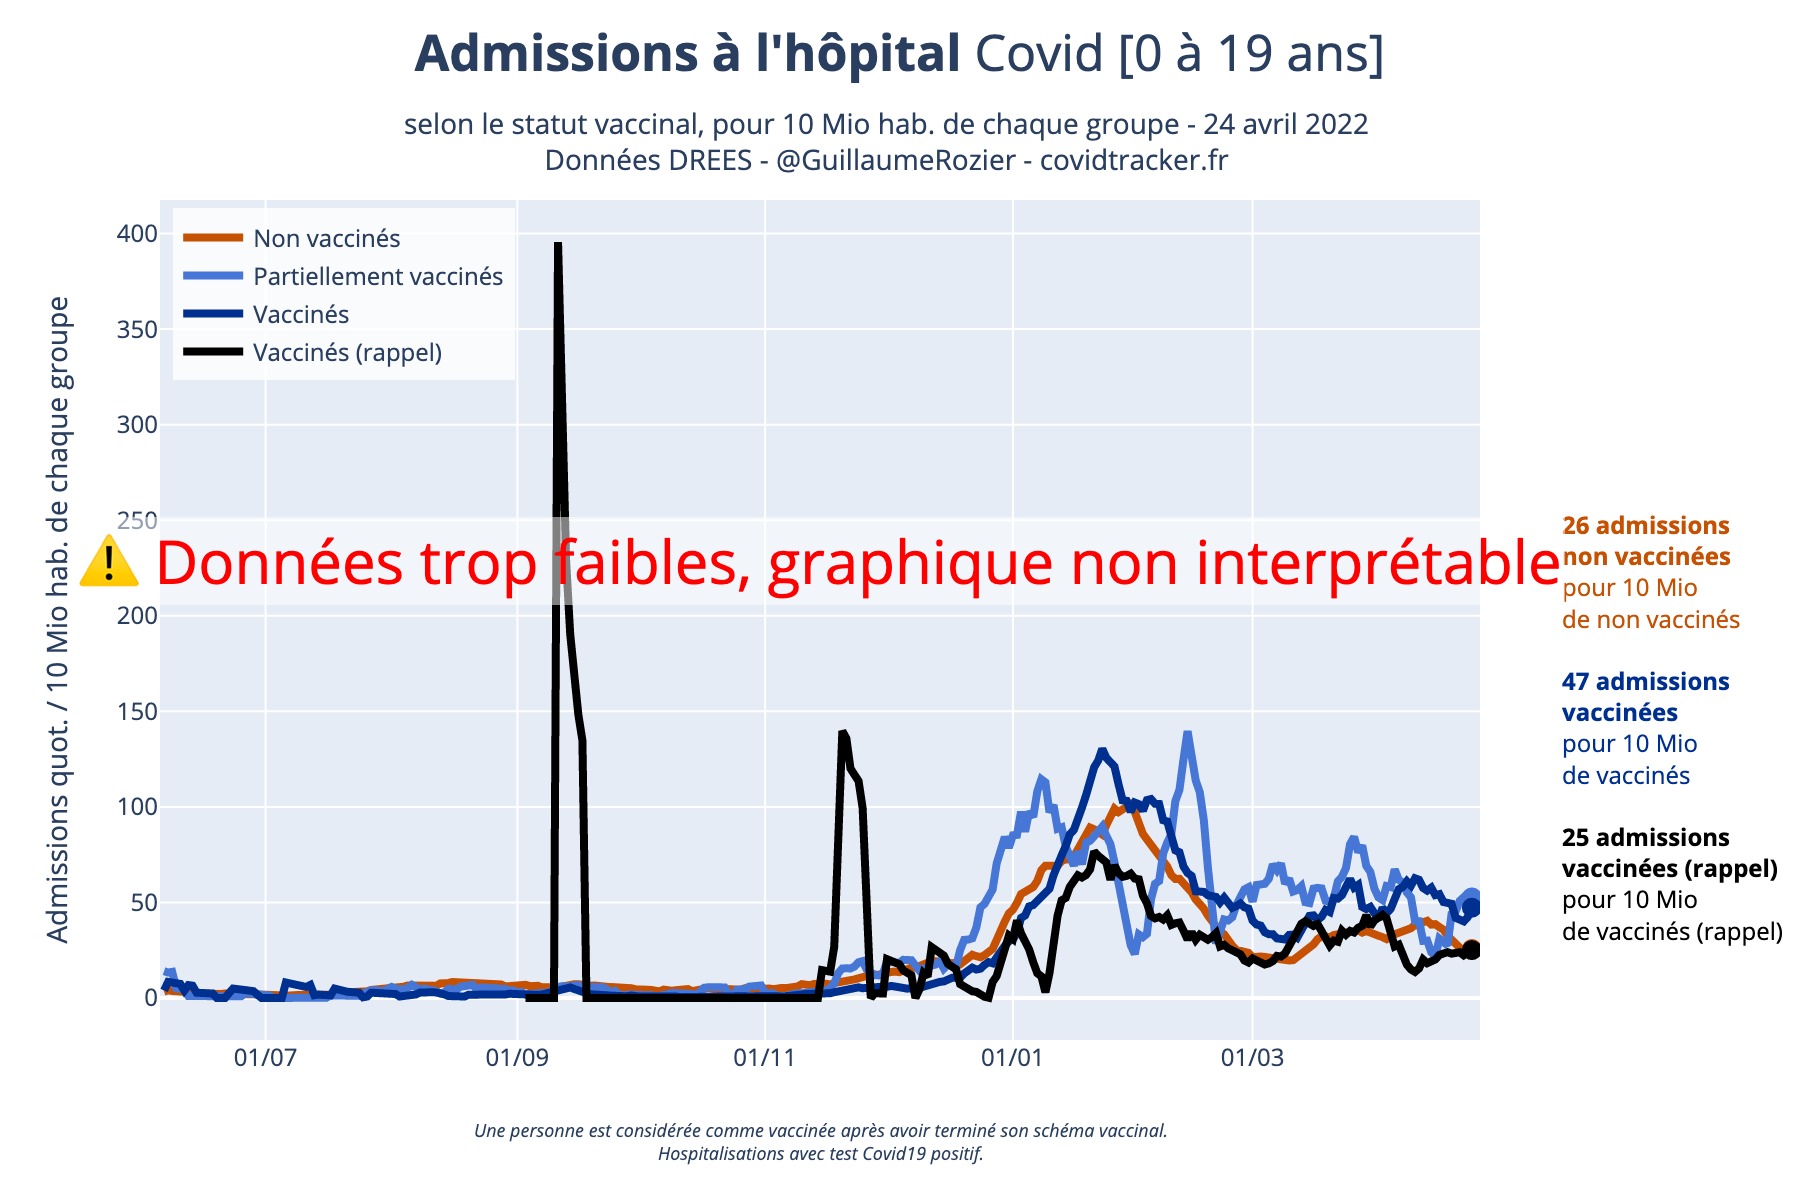 Admissions à l'hôpital Covid [0 à 19 ans]
selon le statut vaccinal, pour 10 Mio hab. de chaque groupe - 24 avril 2022
Données DREES - @GuillaumeRozier - covidtracker.fr
Admissions quot. / 10 Mio hab. de chaque groupe
400
350
300
250
200
150
100
50
0
Non vaccinés
Partiellement vaccinés
Vaccinés
Vaccinés (rappel)
Données trop faibles, graphique non interprétable
26 admissions
non vaccinées
pour 10 Mio
de non vaccinés
47 admissions
vaccinées
pour 10 Mio
de vaccinés
25 admissions
vaccinées (rappel)
pour 10 Mio
de vaccinés (rappel)
01/07
01/09
01/11
01/01
01/03
Une personne est considérée comme vaccinée après avoir terminé son schéma vaccinal.
Hospitalisations avec test Covid19 positif.